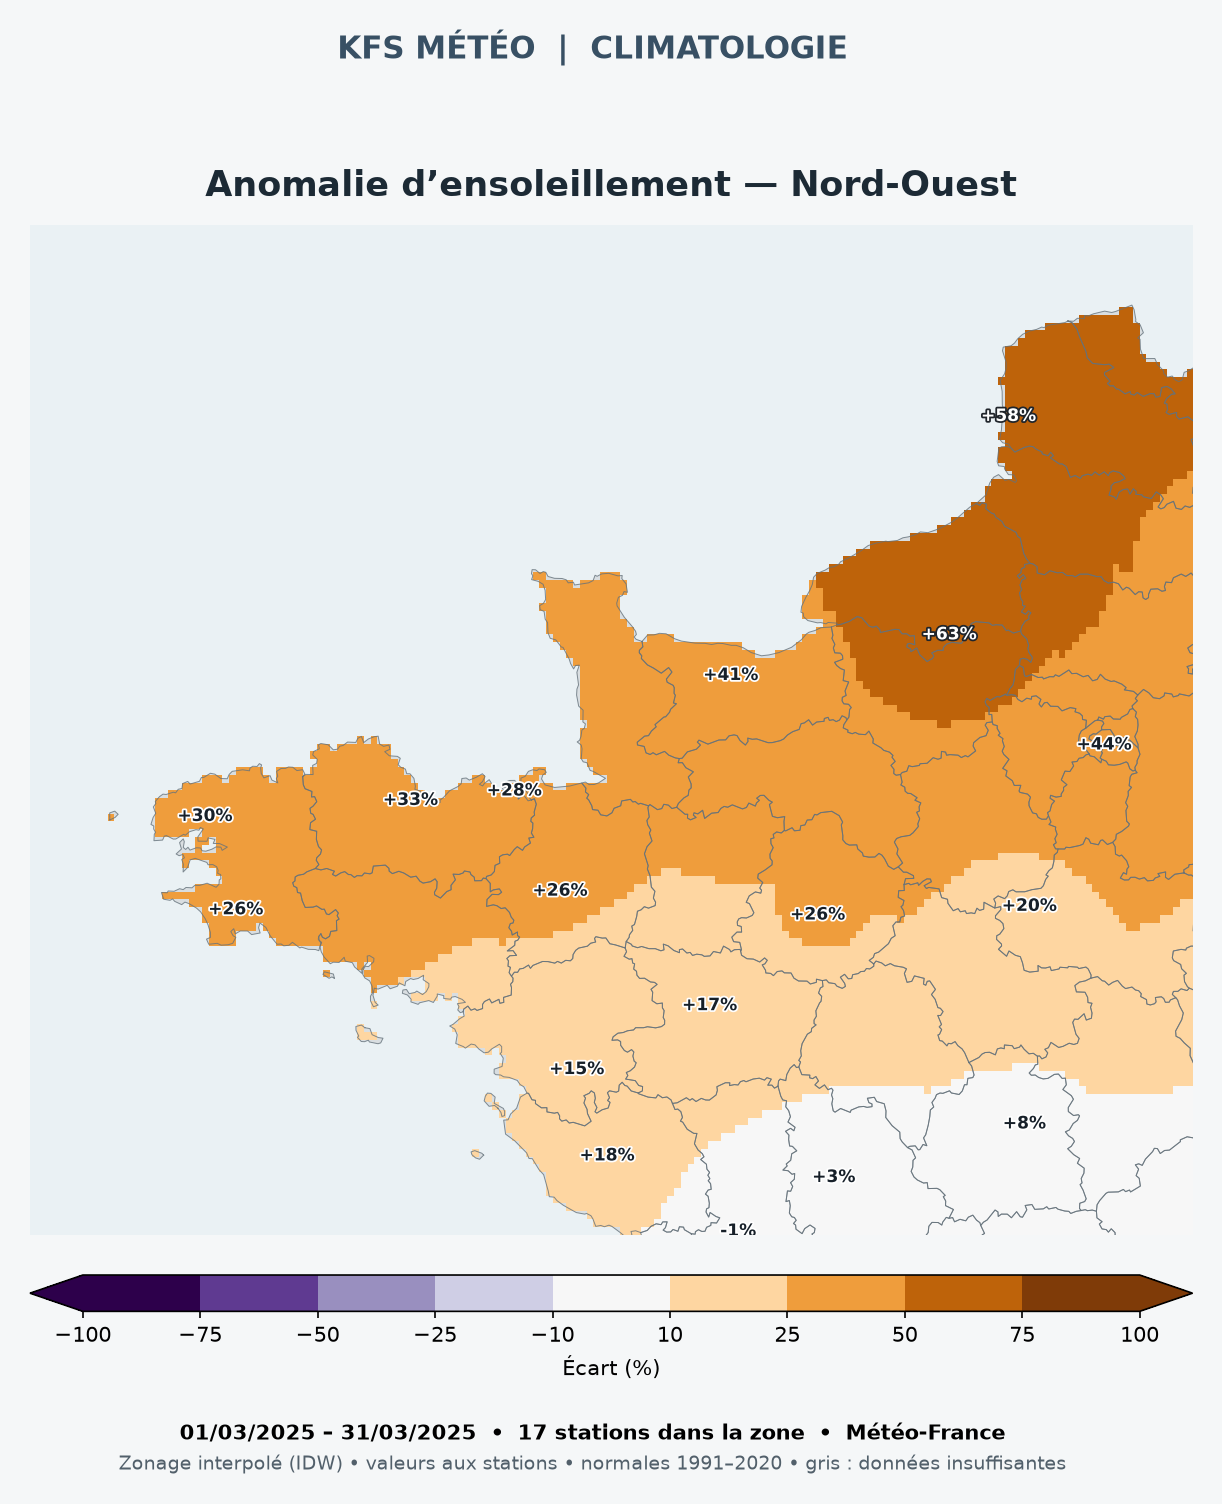 KFS MÉTÉO | CLIMATOLOGIE
Anomalie d’ensoleillement — Nord-Ouest
+58%
+63%
+41%
+44%
+28%
+33%
+30%
+26%
+26%
+20%
+26%
+17%
+15%
+8%
+18%
+3%
-1%
−100 −75 −50 −25 −10 10 25 50 75 100
Écart (%)
01/03/2025 – 31/03/2025 • 17 stations dans la zone • Météo-France
Zonage interpolé (IDW) • valeurs aux stations • normales 1991–2020 • gris : données insuffisantes